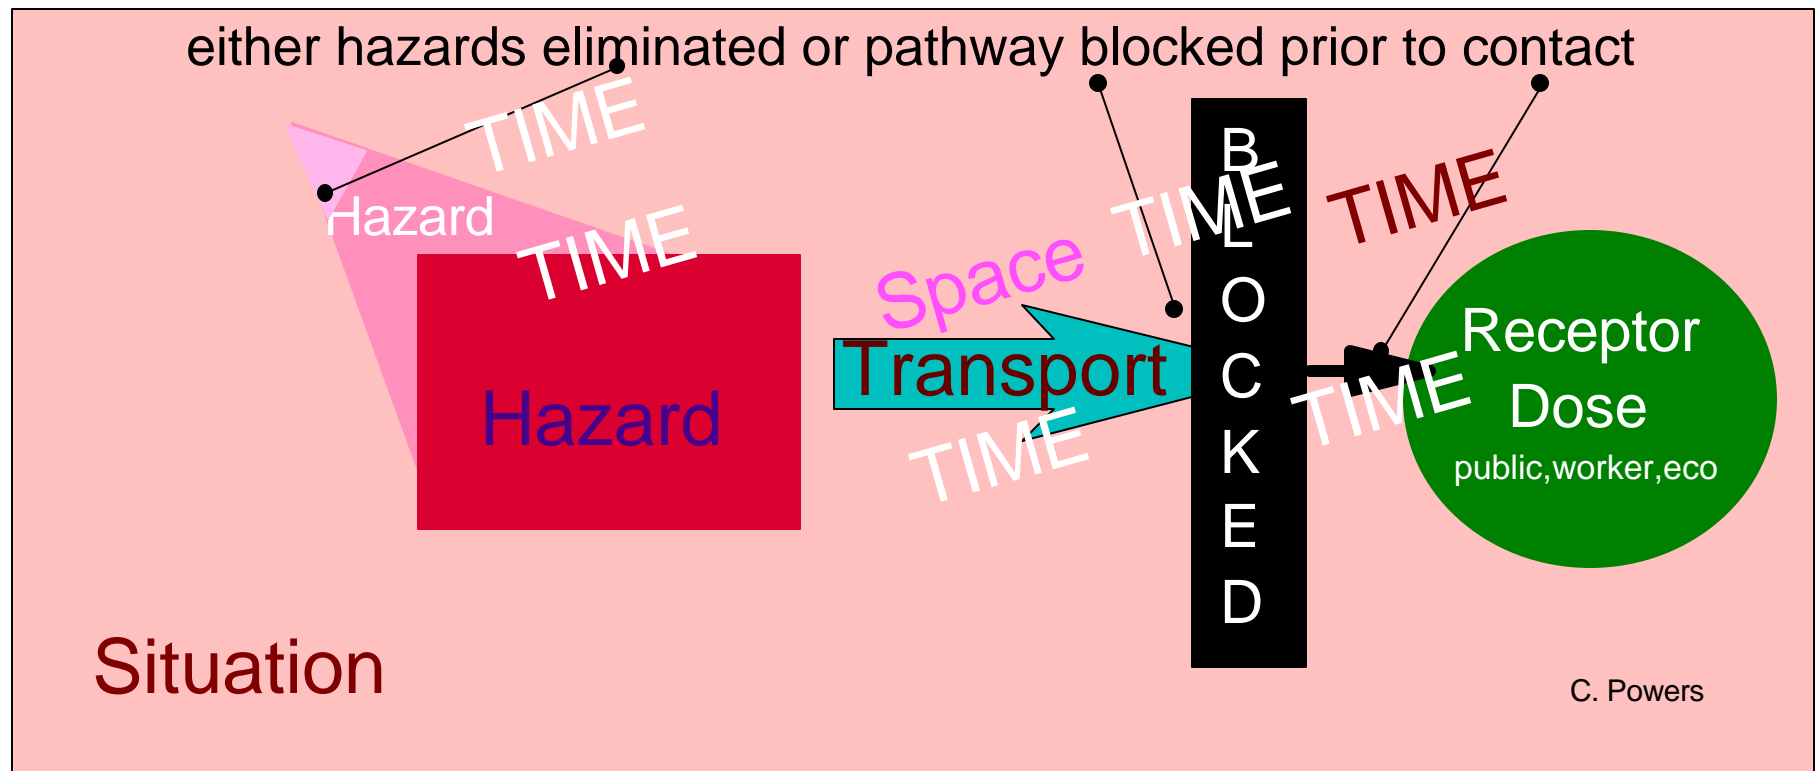 either hazards eliminated or pathway blocked prior to contact
TIME
Hazard
TIME
Hazard
Space
Transport
TIME
TIME
BLOCKED
TIME
TIME
Receptor
Dose
public,worker,eco
Situation
C. Powers